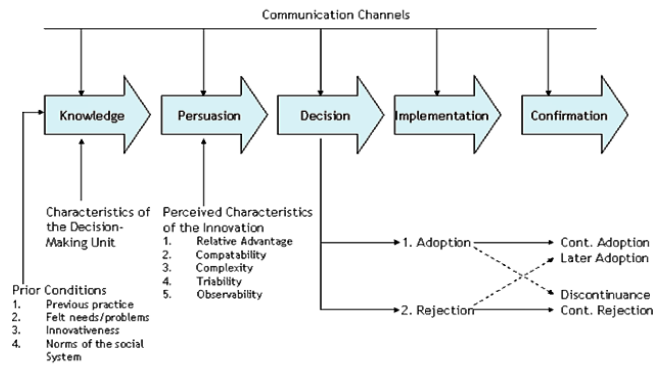 Communication Channels
Knowledge
Persuasion
Decision
Implementation
Confirmation
Characteristics of
the Decision-
Making Unit
Perceived Characteristics
of the Innovation
1. Relative Advantage
2. Compatability
3. Complexity
4. Triability
5. Observability
1. Adoption
2. Rejection
Cont. Adoption
Later Adoption
Discontinuance
Cont. Rejection
Prior Conditions
1. Previous practice
2. Felt needs/problems
3. Innovativeness
4. Norms of the social
System